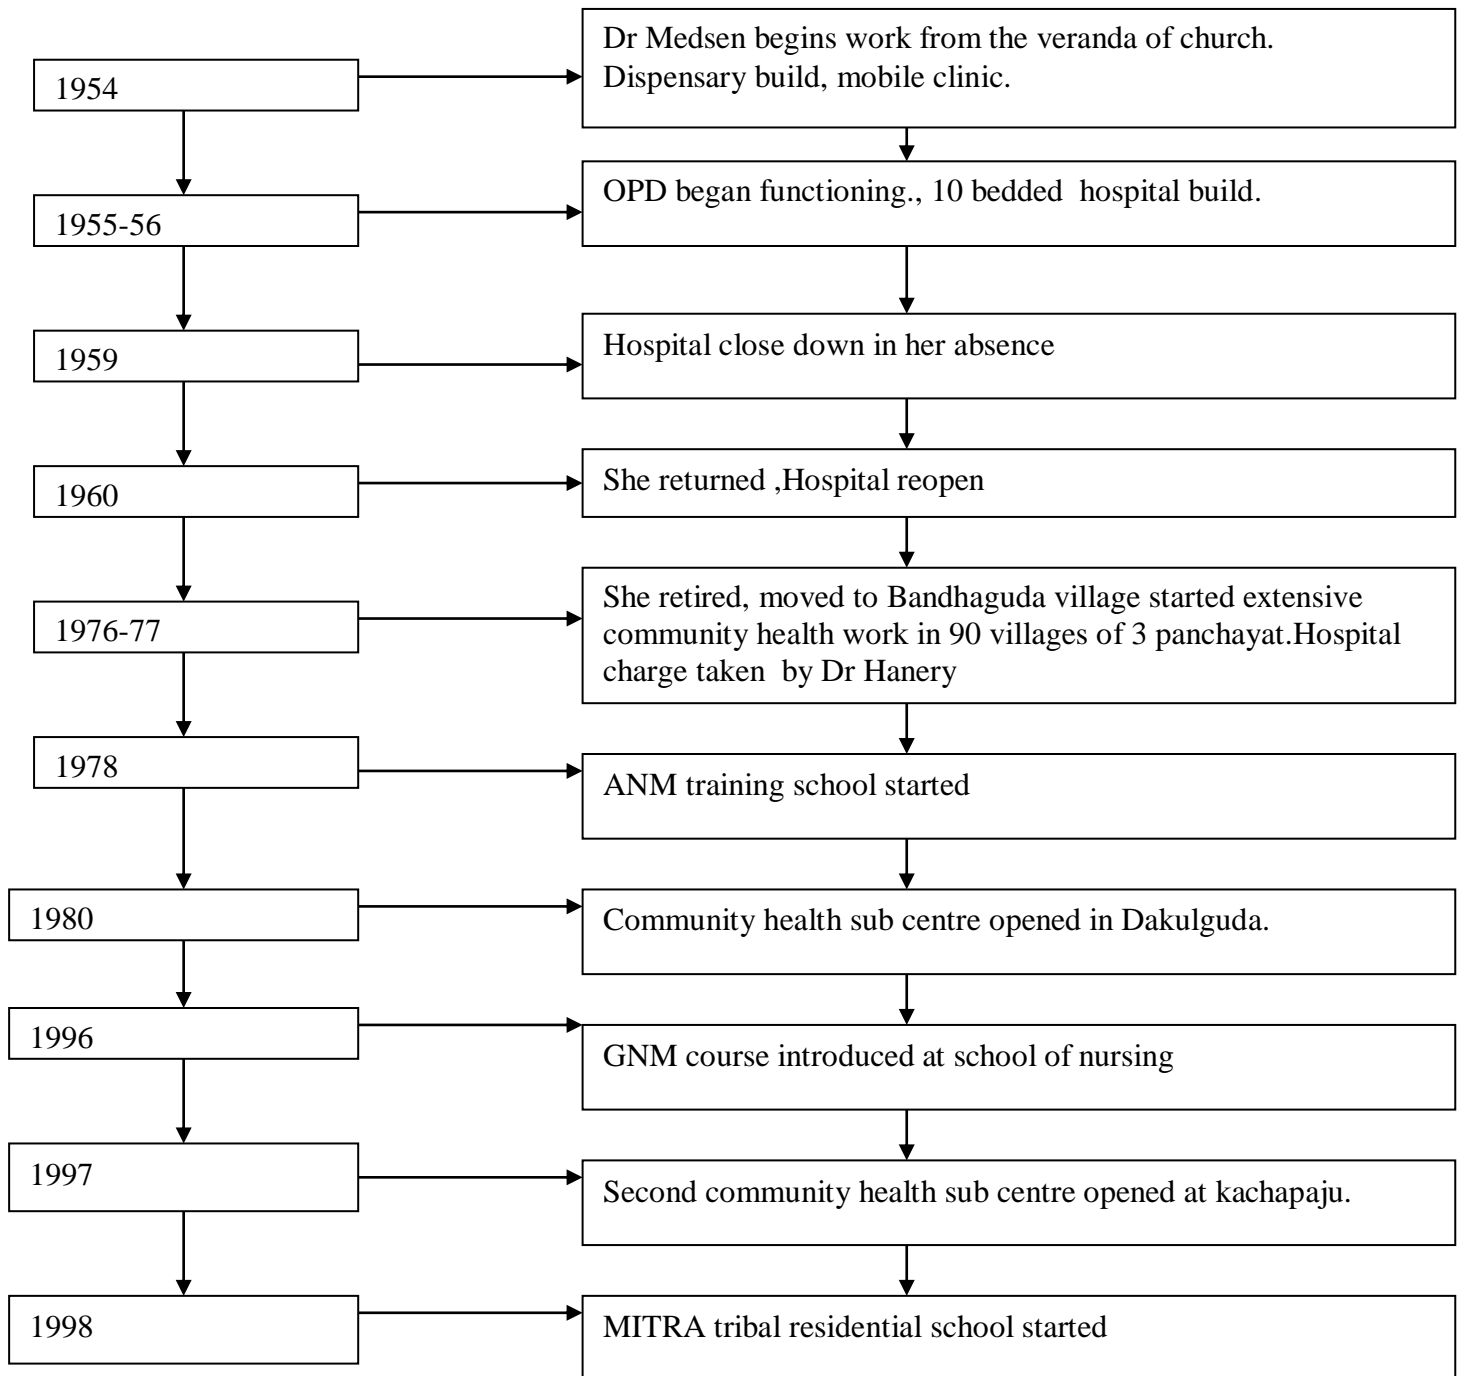 1954
Dr Medsen begins work from the veranda of church.
Dispensary build, mobile clinic.
1955-56
OPD began functioning., 10 bedded  hospital build.
1959
Hospital close down in her absence
1960
She returned ,Hospital reopen
1976-77
She retired, moved to Bandhaguda village started extensive
community health work in 90 villages of 3 panchayat.Hospital
charge taken  by Dr Hanery
1978
ANM training school started
1980
Community health sub centre opened in Dakulguda.
1996
GNM course introduced at school of nursing
1997
Second community health sub centre opened at kachapaju.
1998
MITRA tribal residential school started